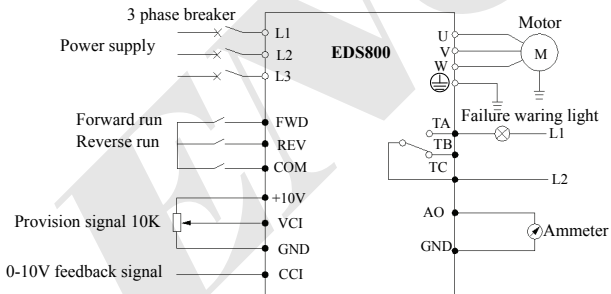 3 phase breaker
Power supply
L1
L2
L3
EDS800
U
V
W
Motor
M
Forward run
Reverse run
FWD
REV
COM
TA
TB
TC
Failure waring light
L1
L2
+10V
Provision signal 10K
VCI
GND
0-10V feedback signal
CCI
AO
GND
Ammeter